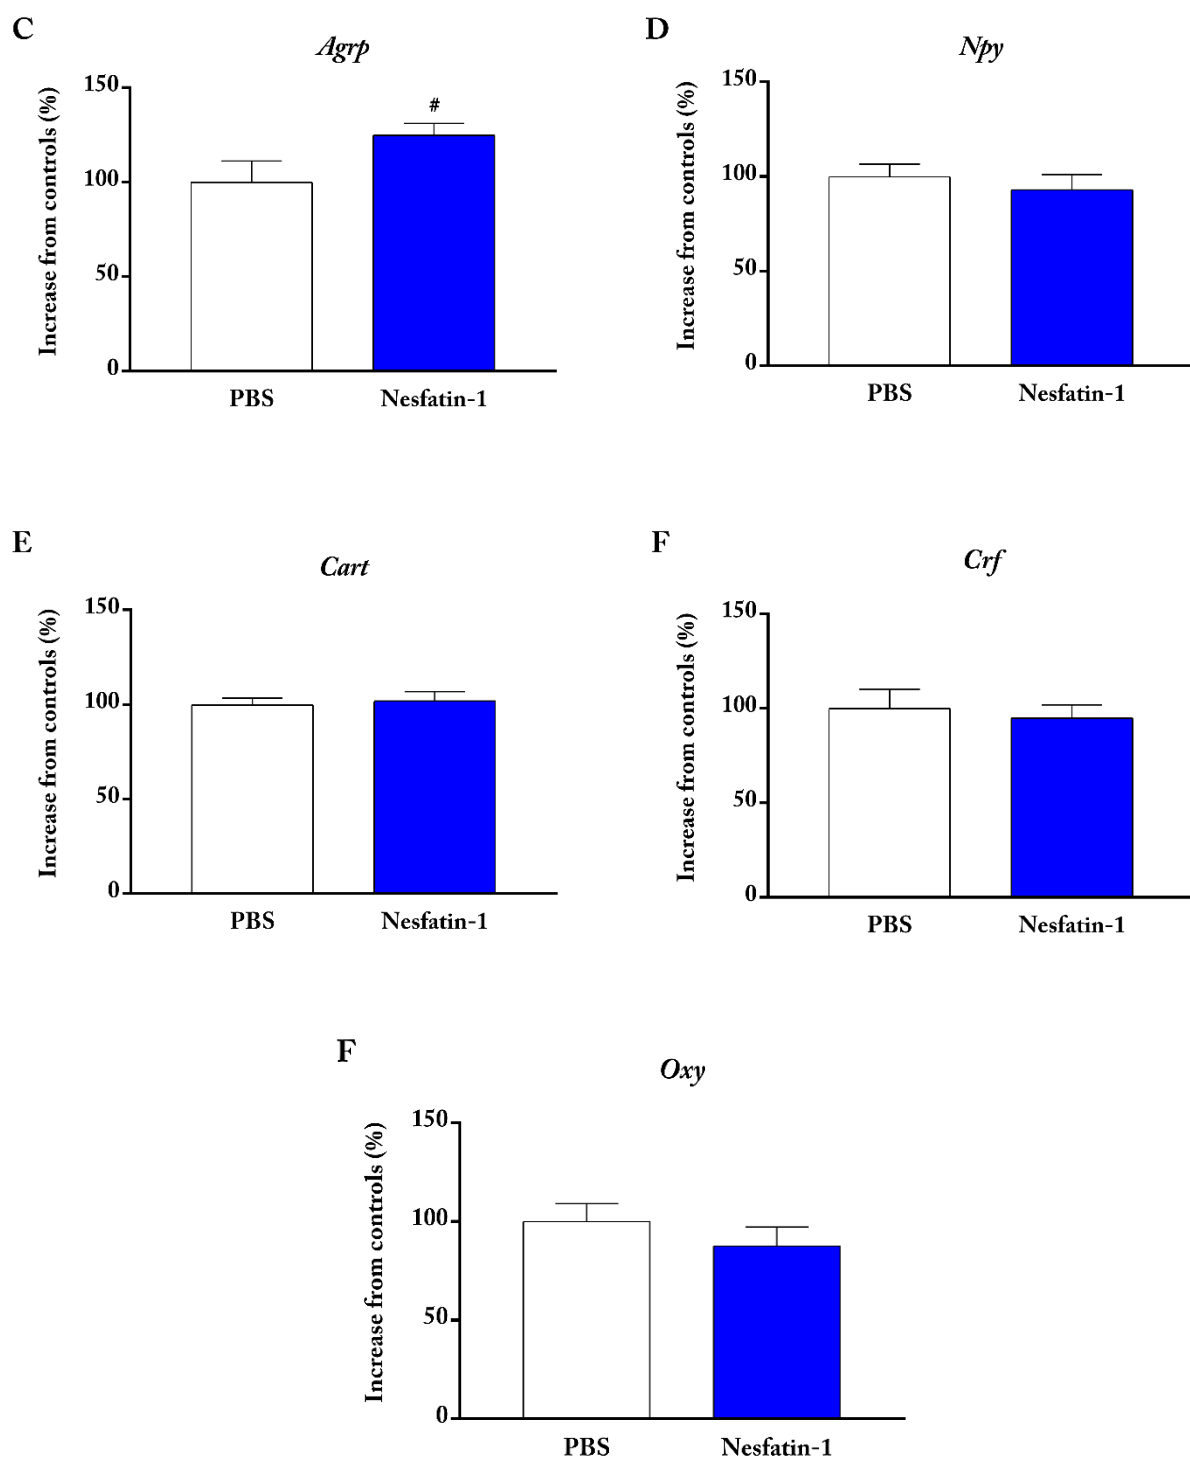 C
Agrp
Increase from controls (%)
150
100
50
0
#
PBS
Nesfatin-1
D
Npy
Increase from controls (%)
150
100
50
0
PBS
Nesfatin-1
E
Cart
Increase from controls (%)
150
100
50
0
PBS
Nesfatin-1
F
Crf
Increase from controls (%)
150
100
50
0
PBS
Nesfatin-1
F
Oxy
Increase from controls (%)
150
100
50
0
PBS
Nesfatin-1